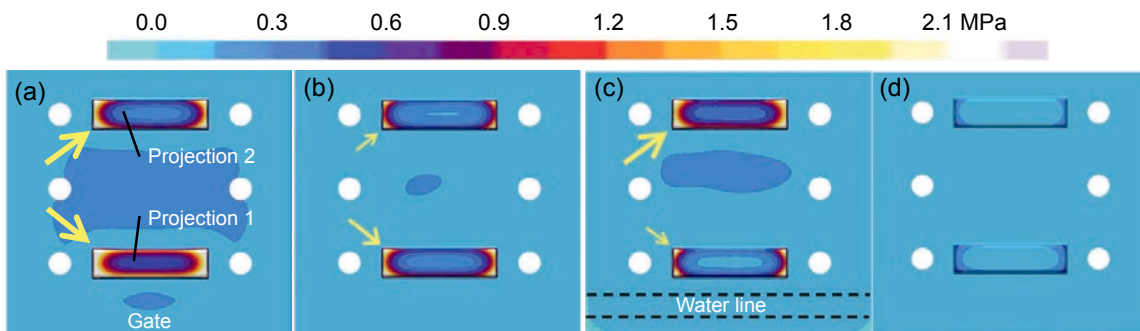 0.0 0.3 0.6 0.9 1.2 1.5 1.8 2.1 MPa
(a) (b) (c) (d)
Projection 2
Projection 1
Water line
Gate